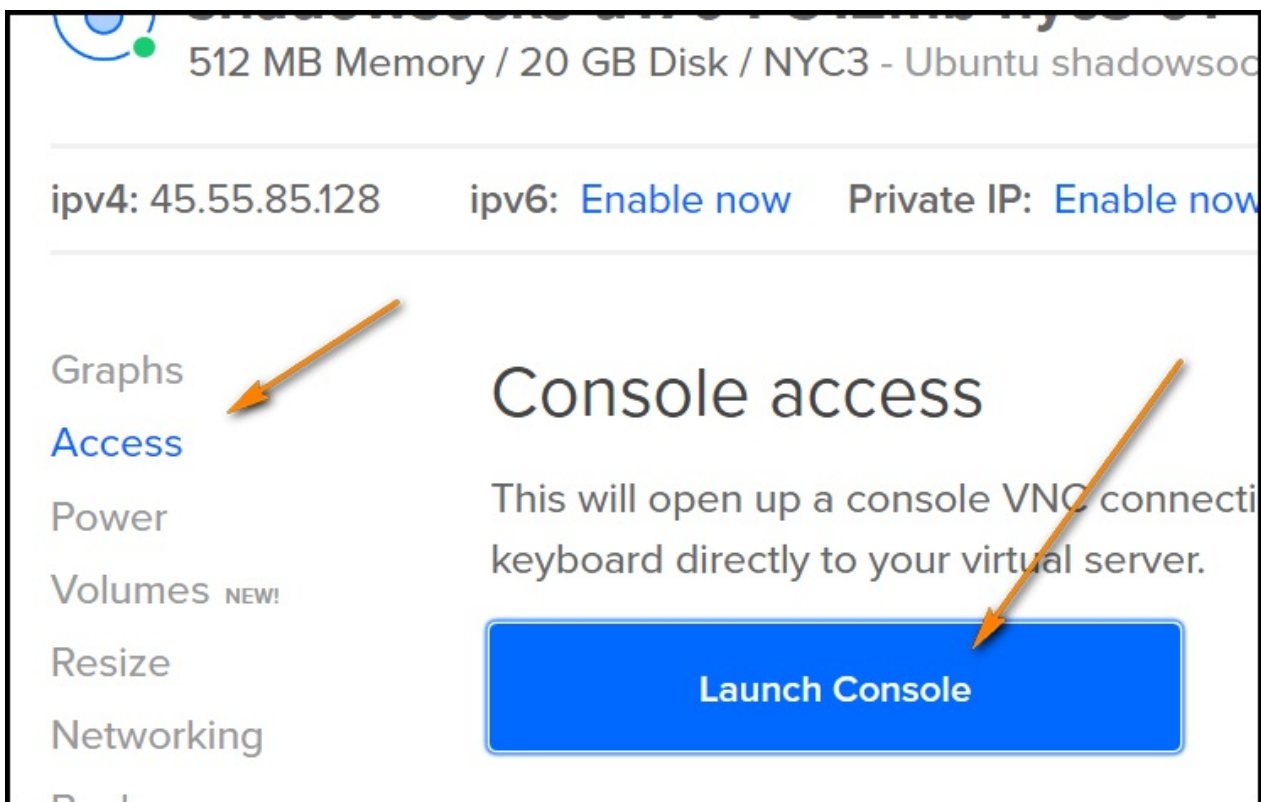 512 MB Memory / 20 GB Disk / NYC3 - Ubuntu
ipv4: 45.55.85.128 ipv6: Enable now Private IP: Enable now
Graphs
Access
Power
Volumes NEW!
Resize
Networking
Console access
This will open up a console VNC
keyboard directly to your virtual server.
Launch Console